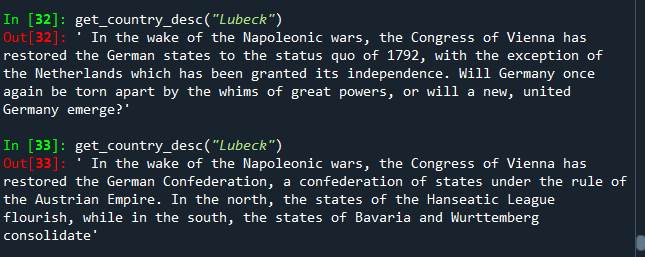 In [32]: get_country_desc("Lubeck")
Out[32]: ' In the wake of the Napoleonic wars, the Congress of Vienna has
restored the German states to the status quo of 1792, with the exception of
the Netherlands which has been granted its independence. Will Germany once
again be torn apart by the whims of great powers, or will a new, united
Germany emerge?'
In [33]: get_country_desc("Lubeck")
Out[33]: ' In the wake of the Napoleonic wars, the Congress of Vienna has
restored the German Confederation, a confederation of states under the rule of
the Austrian Empire. In the north, the states of the Hanseatic League
flourish, while in the south, the states of Bavaria and Wurttemberg
consolidate'